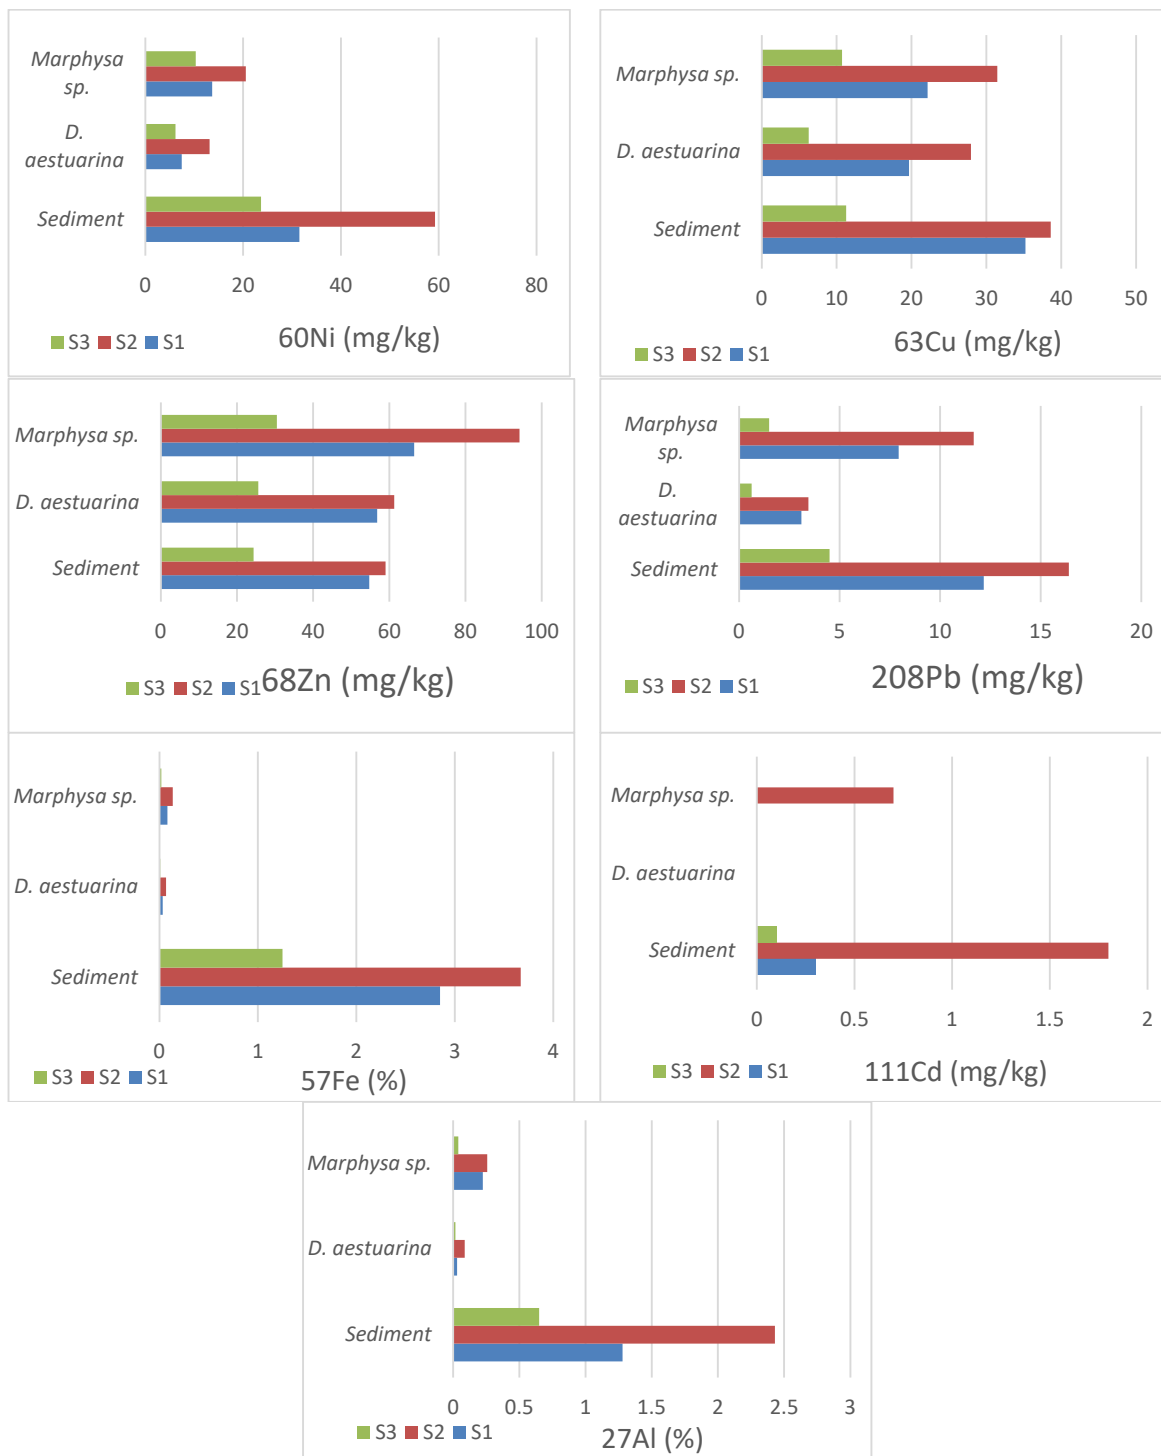 Marphysa
sp.
D.
aestuarina
Sediment
0 20 40 60 80
S3 S2 S1
60Ni (mg/kg)
Marphysa sp.
D. aestuarina
Sediment
0 10 20 30 40 50
S3 S2 S1
63Cu (mg/kg)
Marphysa sp.
D. aestuarina
Sediment
0 20 40 60 80 100
S3 S2 S1
68Zn (mg/kg)
Marphysa
sp.
D.
aestuarina
Sediment
0 5 10 15 20
S3 S2 S1
208Pb (mg/kg)
Marphysa sp.
D. aestuarina
Sediment
0 1 2 3 4
S3 S2 S1
57Fe (%)
Marphysa sp.
D. aestuarina
Sediment
0 0.5 1 1.5 2
S3 S2 S1
111Cd (mg/kg)
Marphysa sp.
D. aestuarina
Sediment
0 0.5 1 1.5 2 2.5 3
S3 S2 S1
27Al (%)